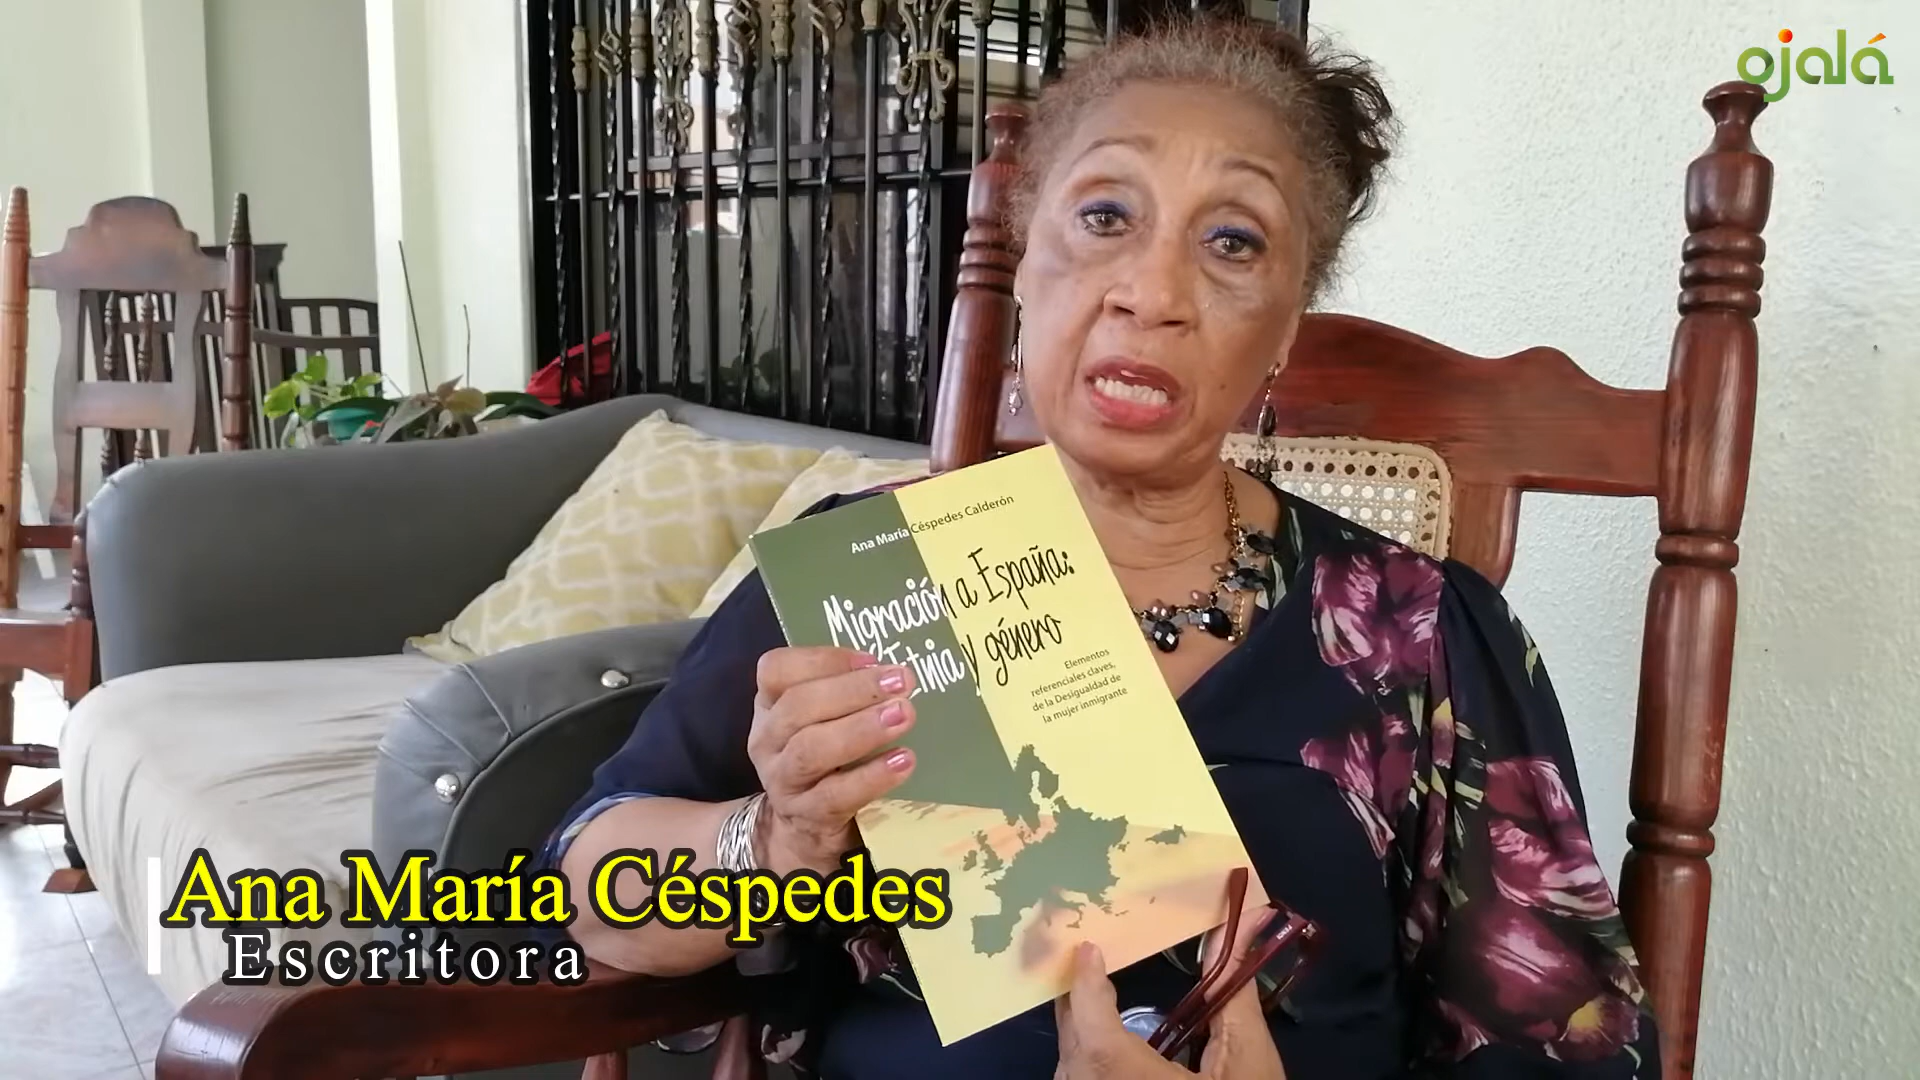 ojalá
Ana María Céspedes Calderón
Migración a España:
Etnia y género
Elementos
referenciales claves,
de la Desigualdad de
la mujer inmigrante
Ana María Céspedes
Escritora